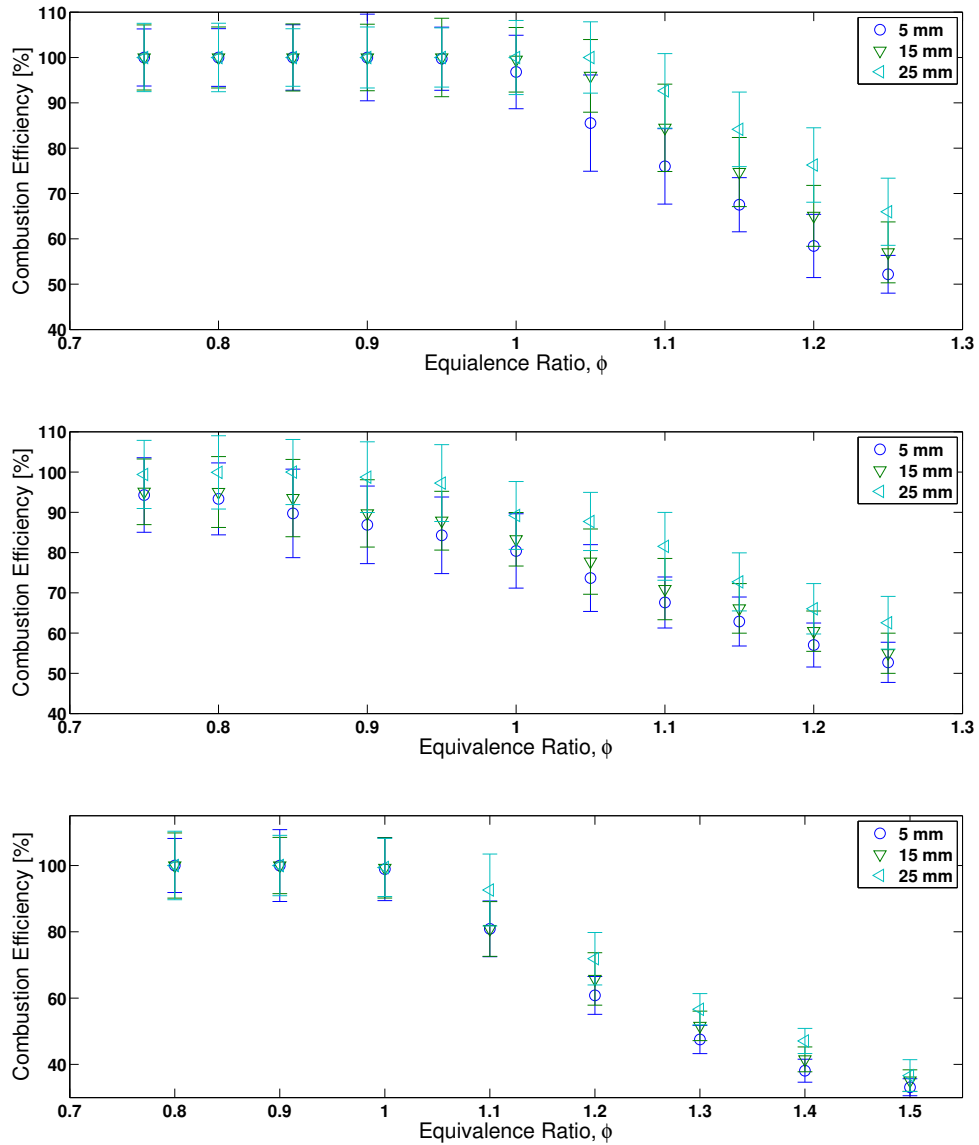 Combustion Efficiency [%]
110
100
90
80
70
60
50
40
0.7
0.8
0.9
1
1.1
1.2
1.3
Equialence Ratio, ϕ
5 mm
15 mm
25 mm
Combustion Efficiency [%]
110
100
90
80
70
60
50
40
0.7
0.8
0.9
1
1.1
1.2
1.3
Equivalence Ratio, ϕ
5 mm
15 mm
25 mm
Combustion Efficiency [%]
100
80
60
40
0.7
0.8
0.9
1
1.1
1.2
1.3
1.4
1.5
Equivalence Ratio, ϕ
5 mm
15 mm
25 mm